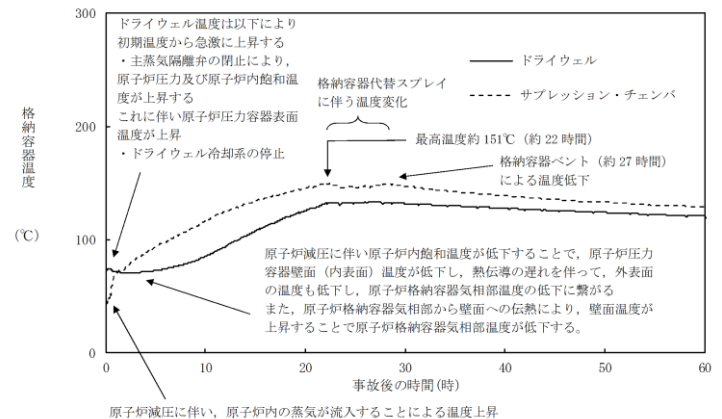 ドライウェル温度は以下により
初期温度から急激に上昇する
・主蒸気隔離弁の閉止により，
原子炉圧力及び原子炉内飽和温
度が上昇する
これに伴い原子炉圧力容器表面
温度が上昇
・ドライウェル冷却系の停止
格納容器代替スプレイ
に伴う温度変化
ドライウェル
サプレッション・チェンバ
最高温度約 151℃（約 22 時間）
格納容器ベント（約 27 時間）
による温度低下
原子炉減圧に伴い原子炉内飽和温度が低下することで，原子炉圧力
容器壁面（内表面）温度が低下し，熱伝導の遅れを伴って，外表面
の温度も低下し，原子炉格納容器気相部温度の低下に繋がる
また，原子炉格納容器気相部から壁面への伝熱により，壁面温度が
上昇することで原子炉格納容器気相部温度が低下する。
格納容器温度
(℃)
300
200
100
0
0
10
20
30
40
50
60
事故後の時間(時)
原子炉減圧に伴い，原子炉内の蒸気が流入することによる温度上昇